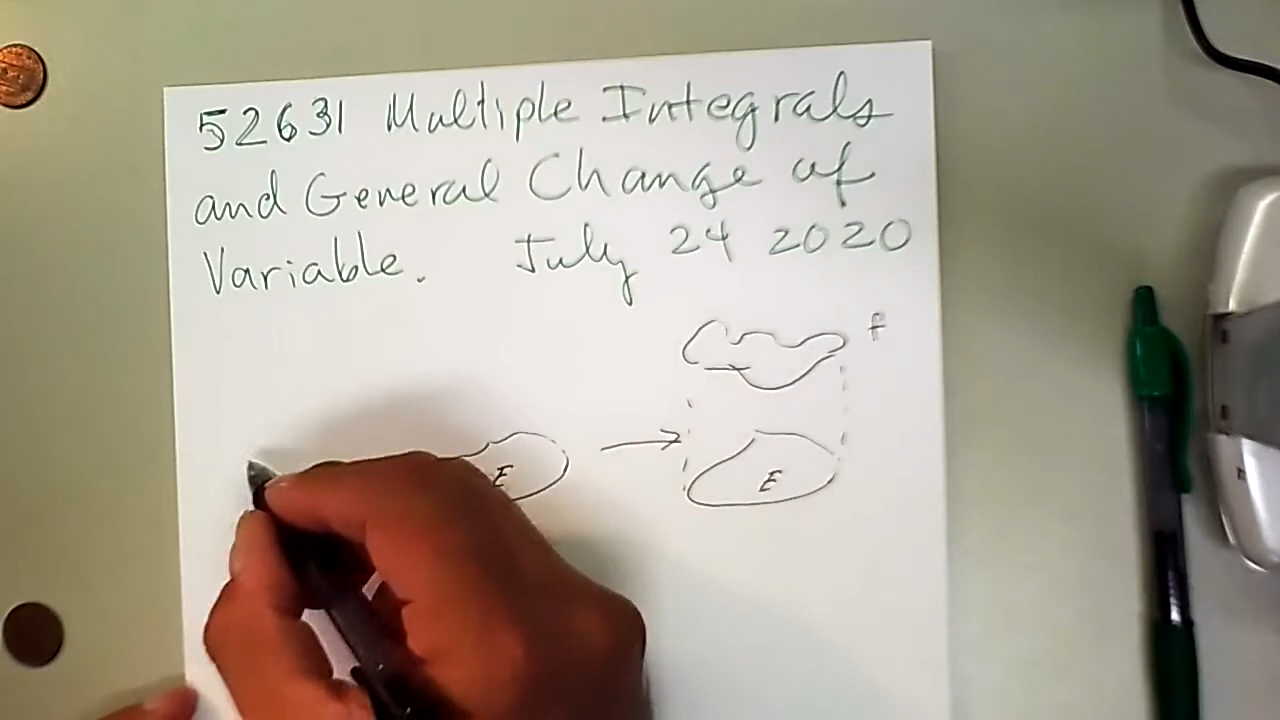 52631 Multiple Integrals
and General Change of
Variable. July 24 2020
f
E E